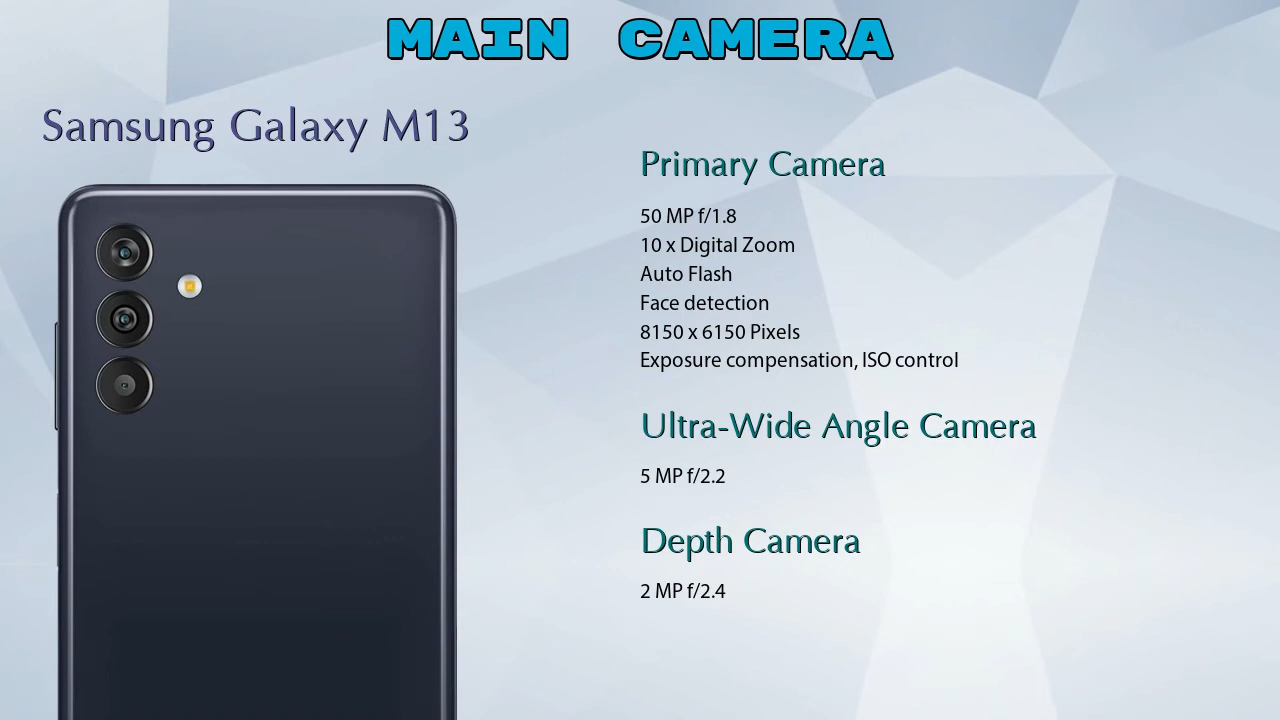 MAIN CAMERA
Samsung Galaxy M13
Primary Camera
50 MP f/1.8
10 x Digital Zoom
Auto Flash
Face detection
8150 x 6150 Pixels
Exposure compensation, ISO control
Ultra-Wide Angle Camera
5 MP f/2.2
Depth Camera
2 MP f/2.4